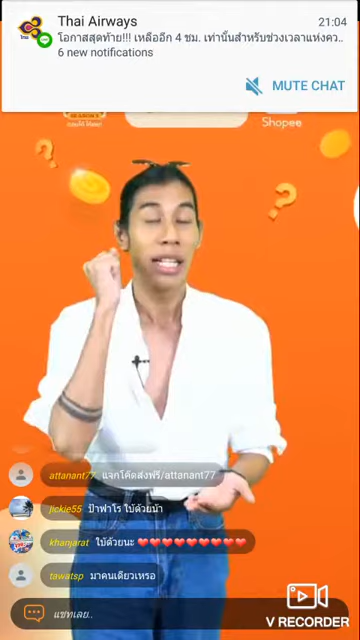 Thai Airways
21:04
โอกาสสุดท้าย!!! เหลืออีก 4 ชม. เท่านั้นสำหรับช่วงเวลาแห่งคว..
6 new notifications
MUTE CHAT
Shopee
attanant77 แจกโค๊ดส่งฟรี/attanant77
jickie55 ป้าฟาโร ใบ้ด้วยน้า
khanjarat ใบ้ด้วยนะ ❤️❤️❤️❤️❤️❤️❤️❤️❤️
tawatsp มาคนเดียวเหรอ
แชทเลย..
V RECORDER